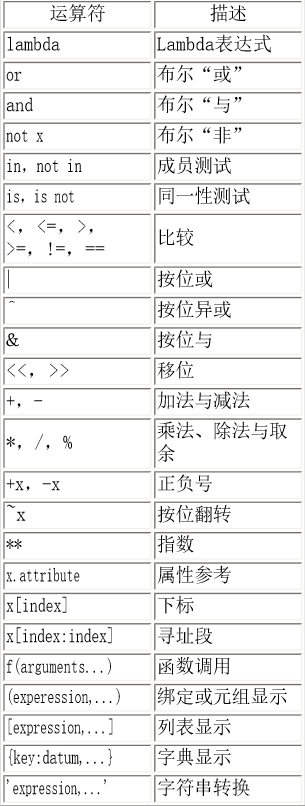 运算符 描述
lambda Lambda表达式
or 布尔“或”
and 布尔“与”
not x 布尔“非”
in，not in 成员测试
is，is not 同一性测试
<，<=，>，
>=，!=，== 比较
| 按位或
^ 按位异或
& 按位与
<<，>> 移位
+，- 加法与减法
*，/，% 乘法、除法与取
余
+x，-x 正负号
~x 按位翻转
** 指数
x.attribute 属性参考
x[index] 下标
x[index:index] 寻址段
f(arguments...) 函数调用
(experession,...) 绑定或元组显示
[expression,...] 列表显示
{key:datum,...} 字典显示
'expression,...' 字符串转换